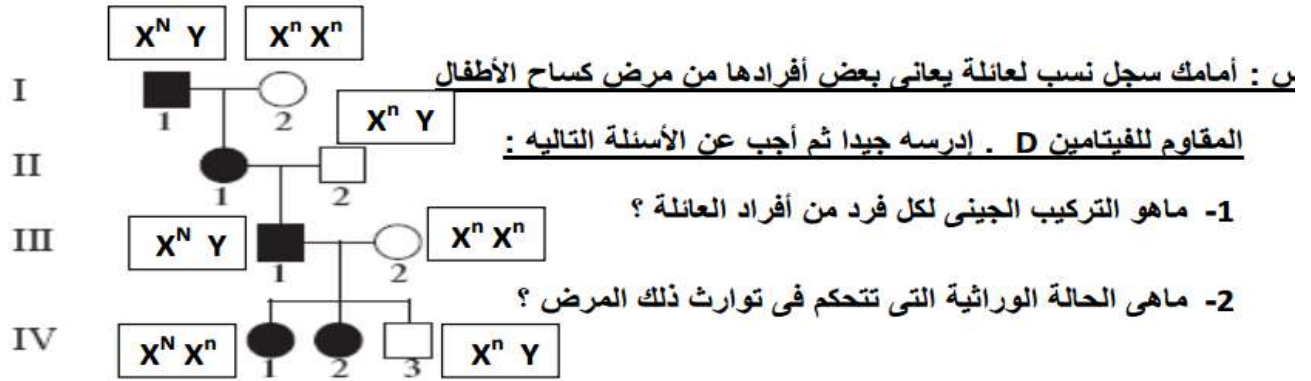 X^N Y
X^n X^n
س : أمامك سجل نسب لعائلة يعانى بعض أفرادها من مرض كساح الأطفال
I
1
2
X^n Y
المقاوم للفيتامين D . إدرسه جيدا ثم أجب عن الأسئلة التاليه :
II
1
2
1- ماهو التركيب الجينى لكل فرد من أفراد العائلة ؟
III
X^N Y
X^n X^n
1
2
2- ماهى الحالة الوراثية التى تتحكم فى توارث ذلك المرض ؟
IV
X^N X^n
1
2
3
X^n Y